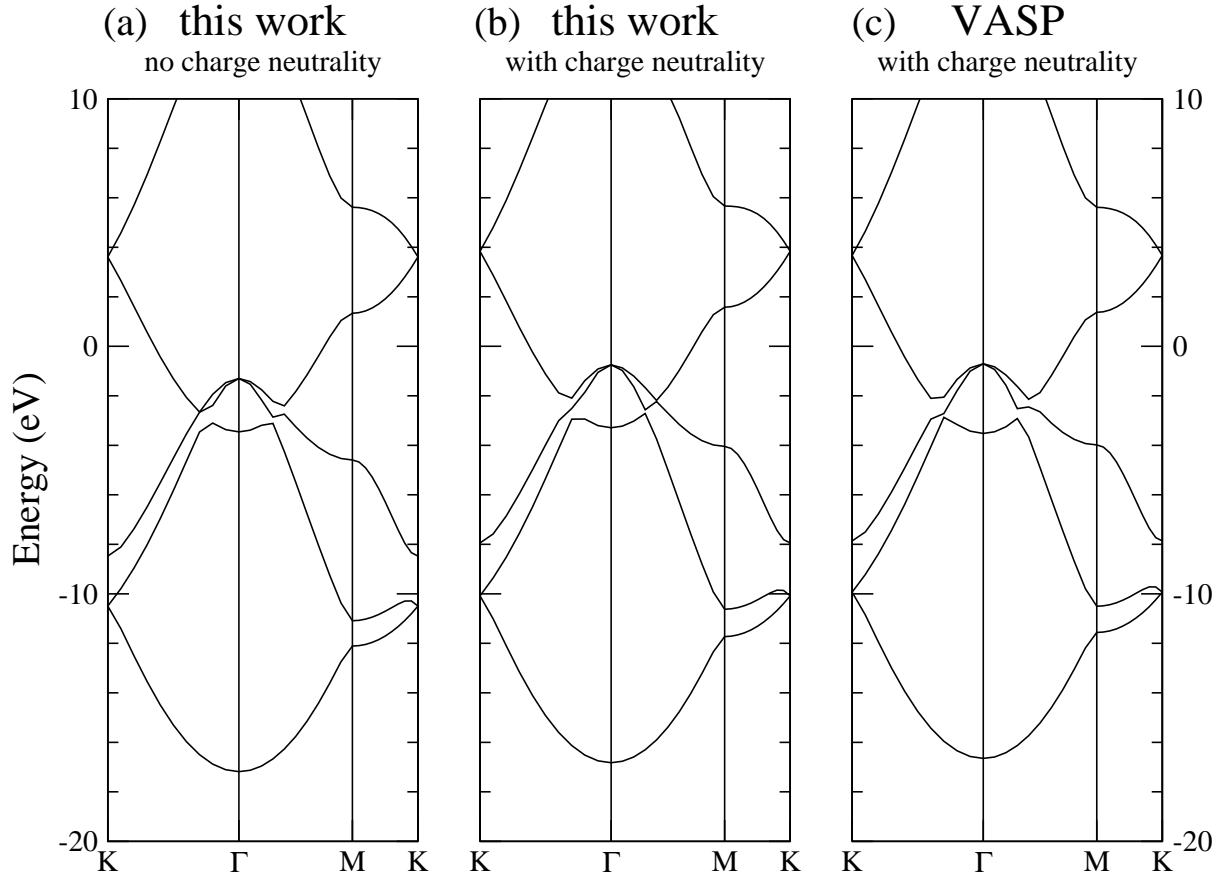 (a) this work
no charge neutrality
(b) this work
with charge neutrality
(c) VASP
with charge neutrality
Energy (eV)
10
0
-10
-20
K Γ M K
K Γ M K
K Γ M K
10
0
-10
-20